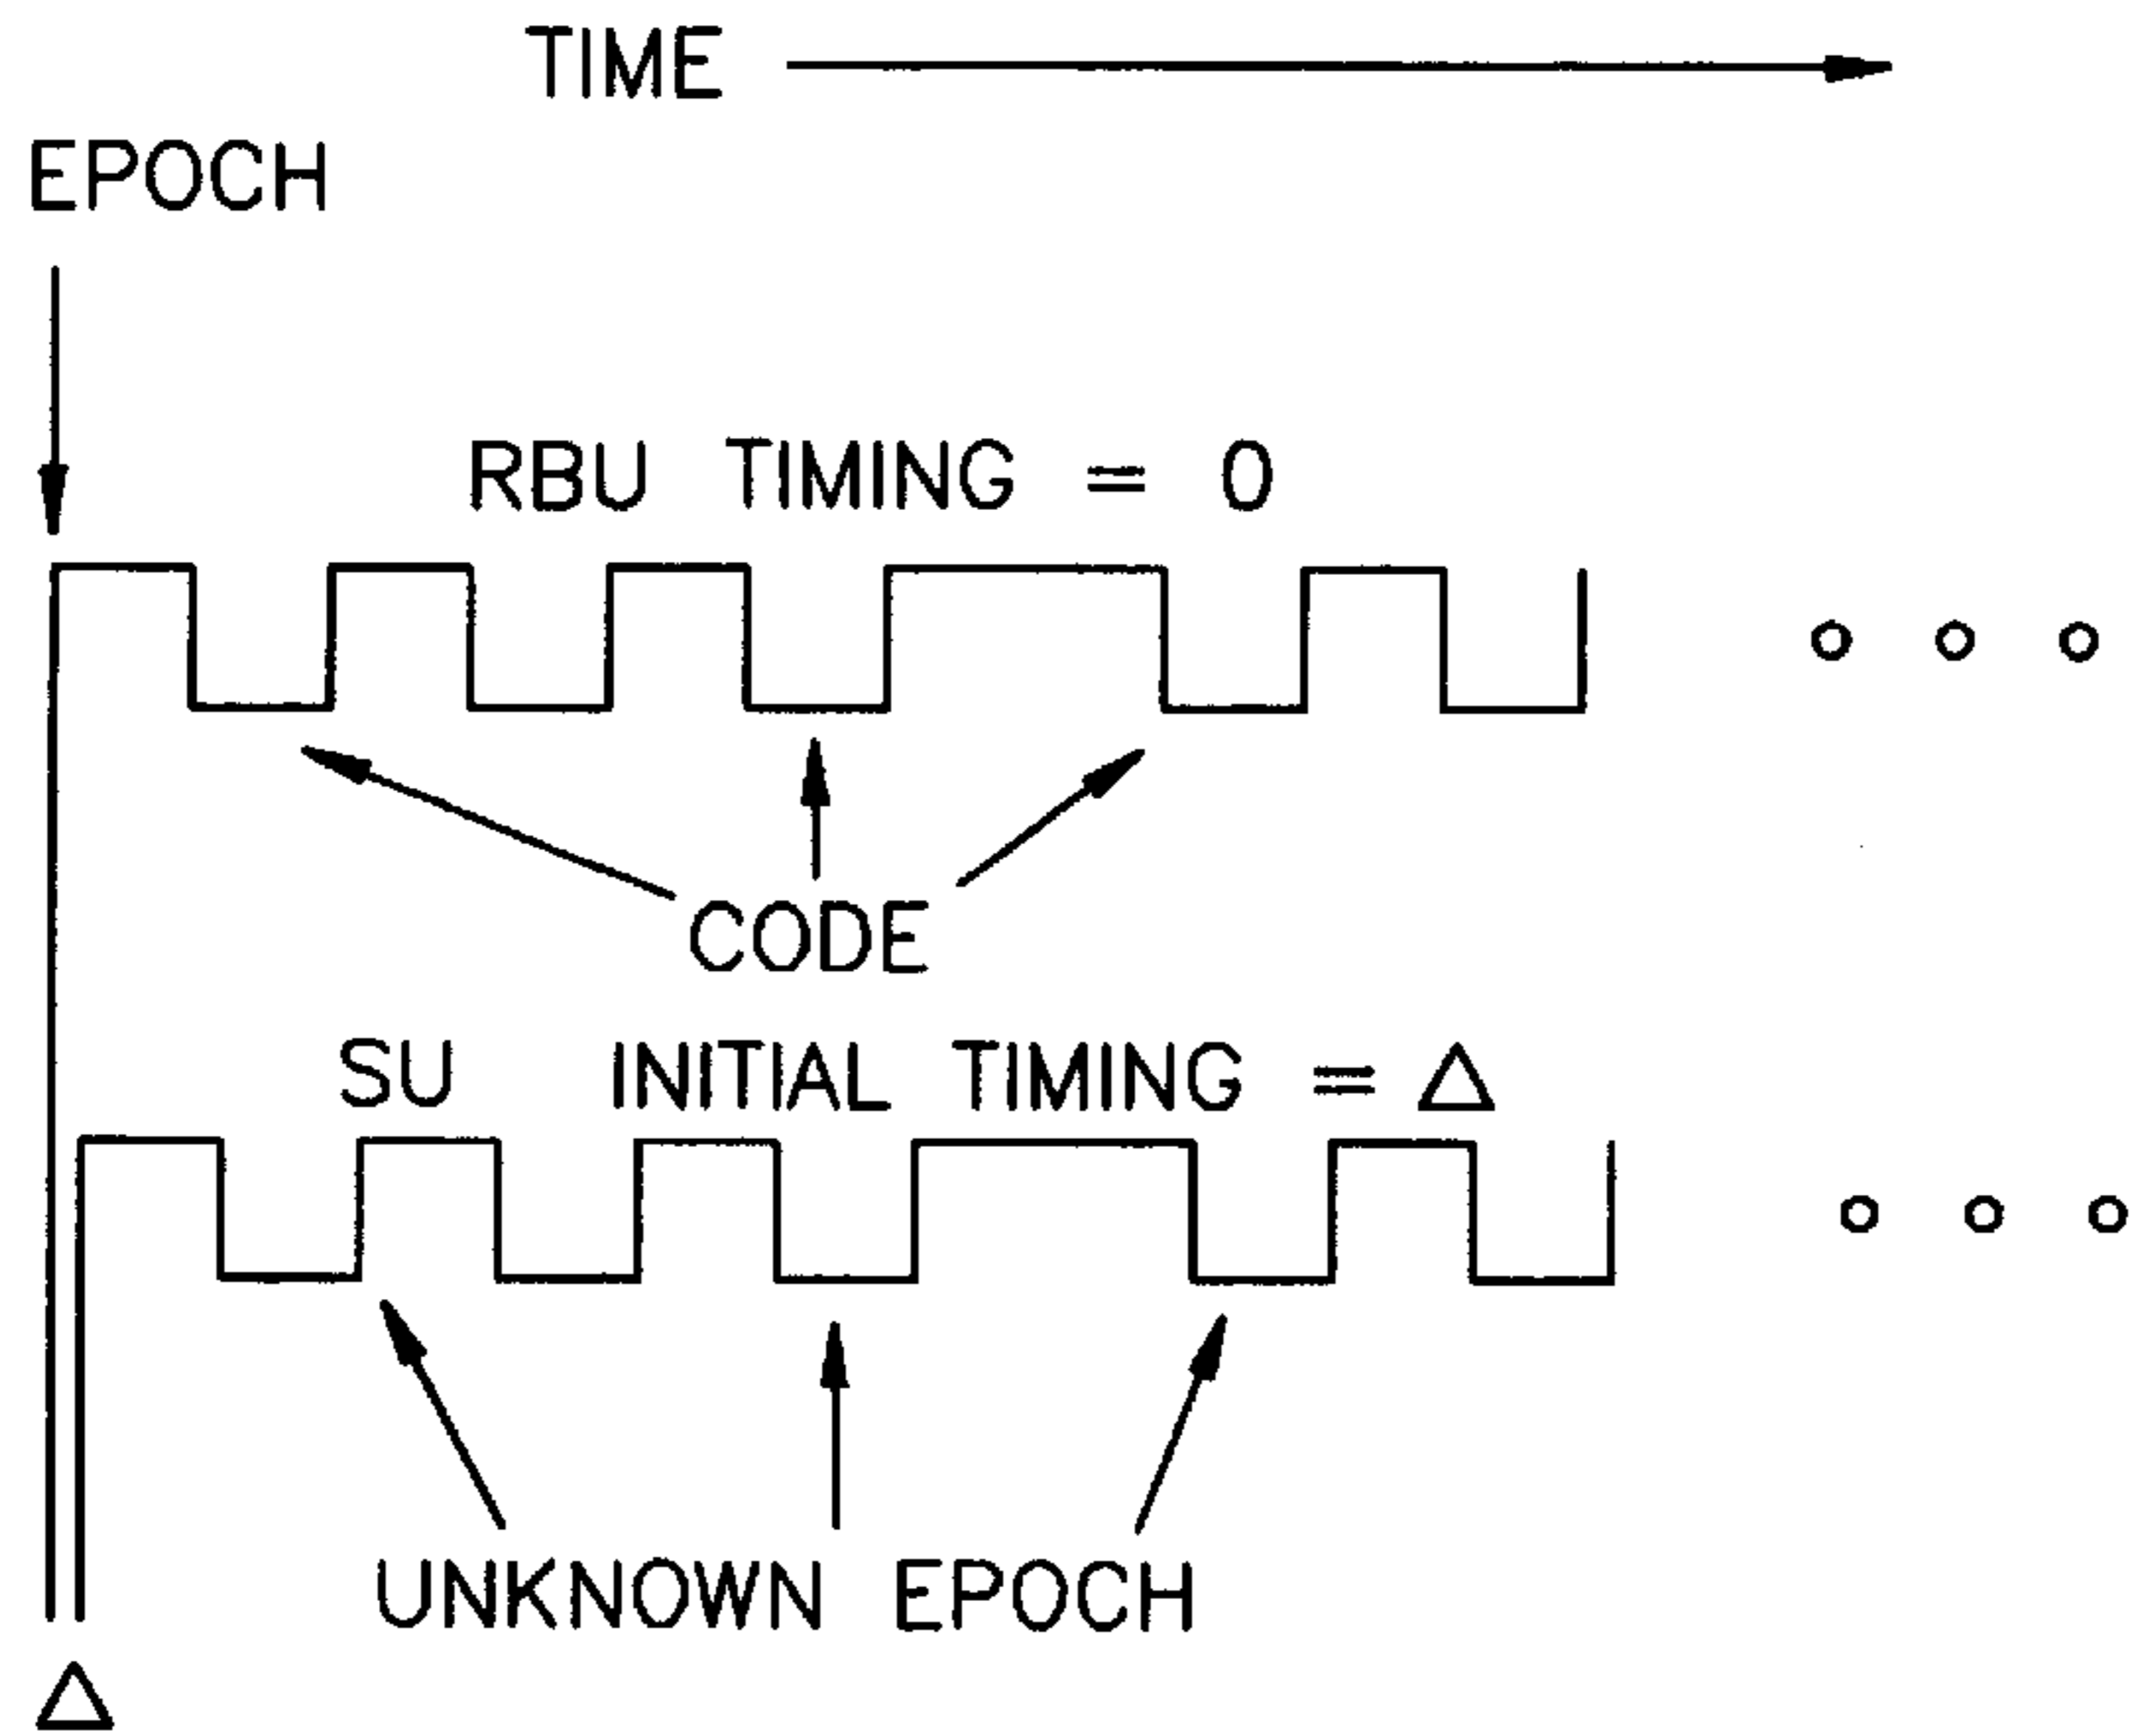 TIME
EPOCH
RBU TIMING = 0
CODE
SU INITIAL TIMING = Δ
UNKNOWN EPOCH
Δ